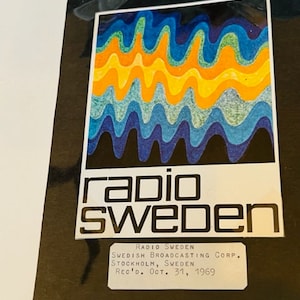 radio
sweden
Radio Sweden
Swedish Broadcasting Corp.
Stockholm, Sweden
Rec'd. Oct. 31, 1969